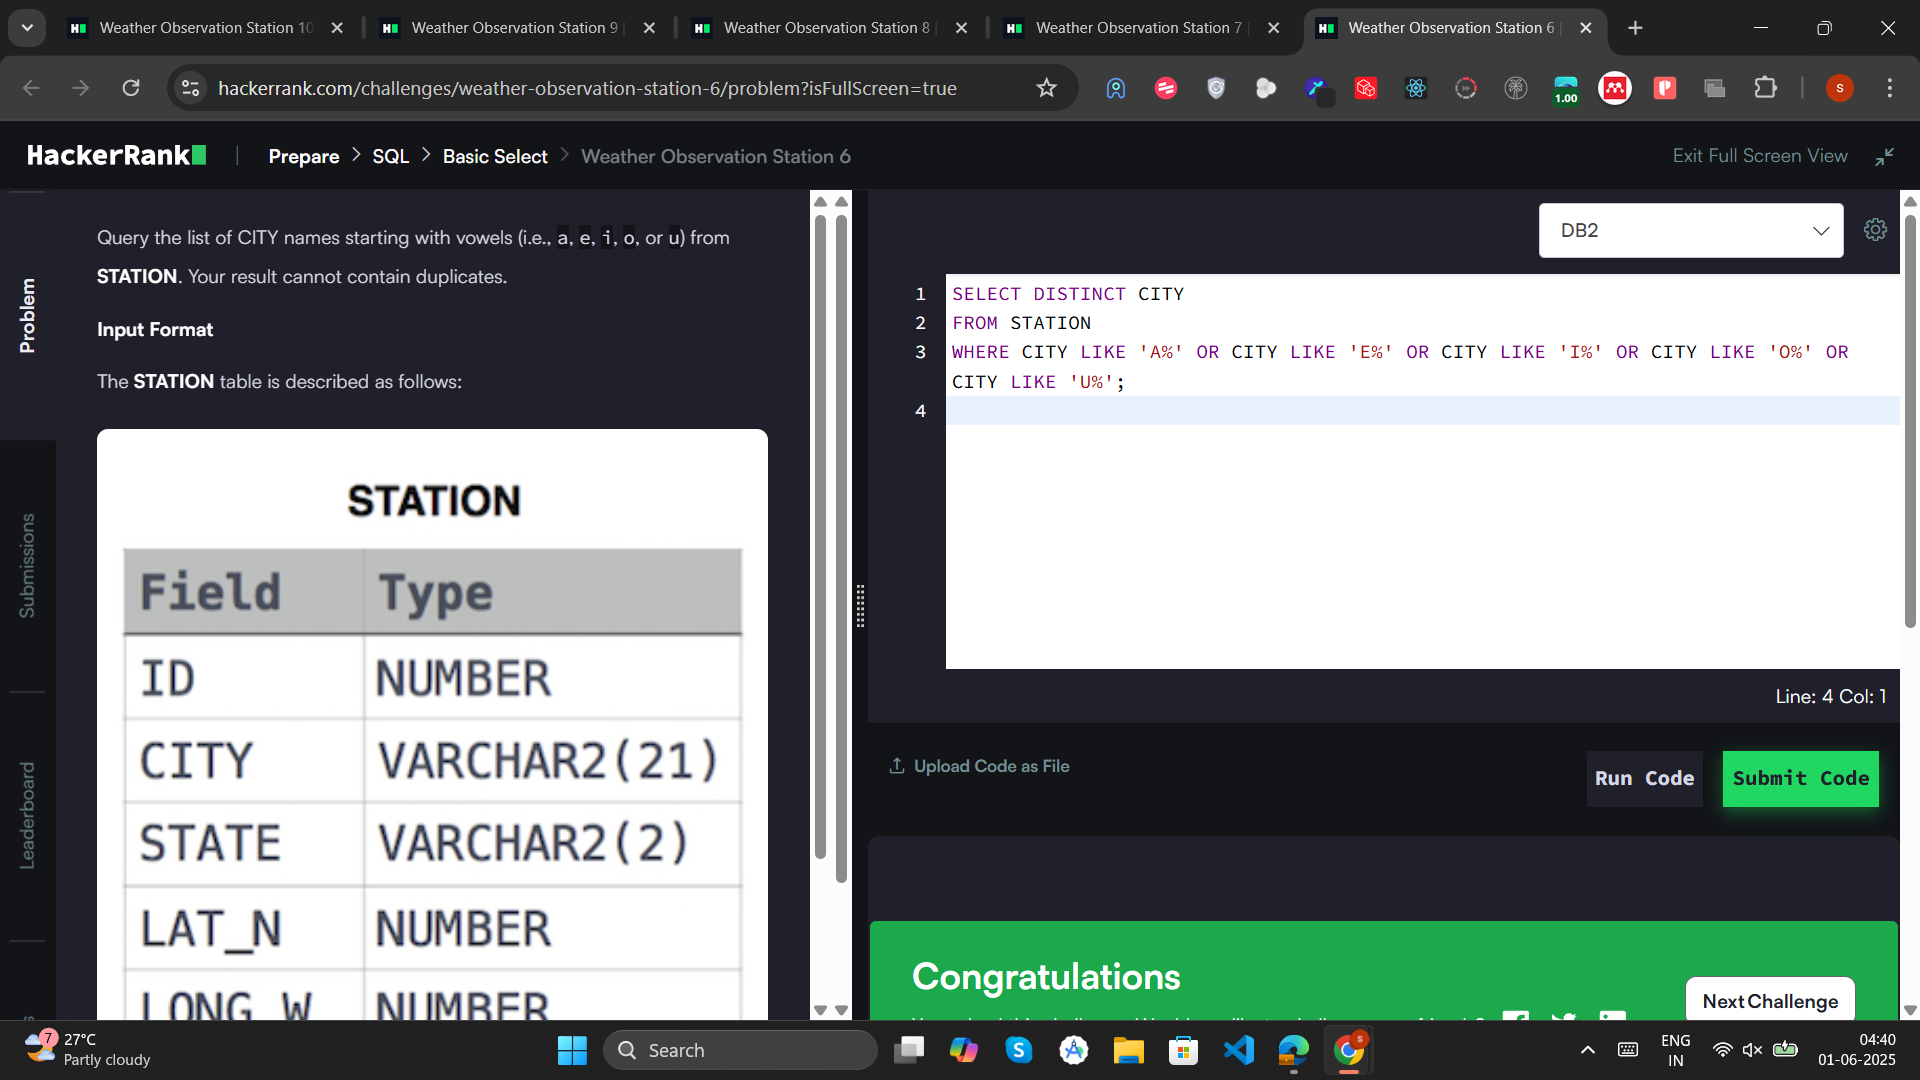 Weather Observation Station 10
Weather Observation Station 9 |
Weather Observation Station 8 |
Weather Observation Station 7 |
Weather Observation Station 6 |
hackerrank.com/challenges/weather-observation-station-6/problem?isFullScreen=true
1.00
S
HackerRank
Prepare > SQL > Basic Select > Weather Observation Station 6
Exit Full Screen View
Problem
Submissions
Leaderboard
Query the list of CITY names starting with vowels (i.e., a, e, i, o, or u) from
STATION. Your result cannot contain duplicates.
Input Format
The STATION table is described as follows:
STATION
Field Type
ID NUMBER
CITY VARCHAR2(21)
STATE VARCHAR2(2)
LAT_N NUMBER
LONG_W NUMBER
DB2
1 SELECT DISTINCT CITY
2 FROM STATION
3 WHERE CITY LIKE 'A%' OR CITY LIKE 'E%' OR CITY LIKE 'I%' OR CITY LIKE 'O%' OR
CITY LIKE 'U%';
4
Line: 4 Col: 1
Upload Code as File
Run Code
Submit Code
Congratulations
Next Challenge
7
27°C
Partly cloudy
Search
ENG
IN
04:40
01-06-2025